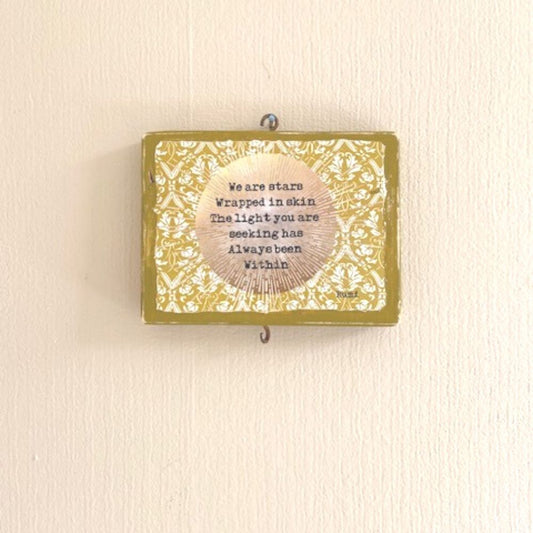 We are stars
Wrapped in skin
The light you are
seeking has
Always been
Within
Rumi